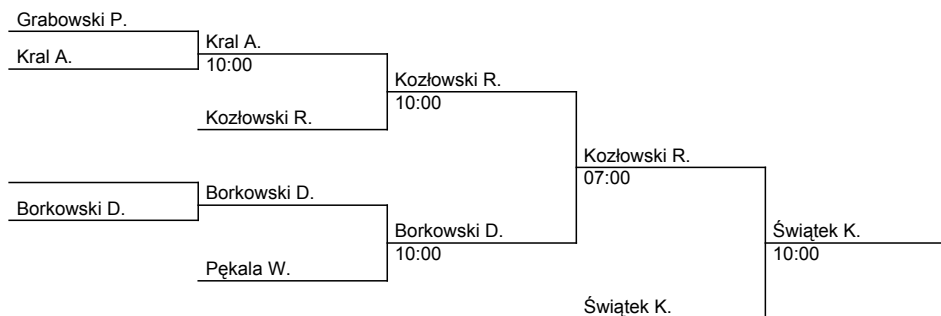 Grabowski P.
Kral A.
Kral A.
10:00
Kozłowski R.
Kozłowski R.
10:00
Borkowski D.
Borkowski D.
Pękala W.
Borkowski D.
10:00
Kozłowski R.
07:00
Świątek K.
Świątek K.
10:00